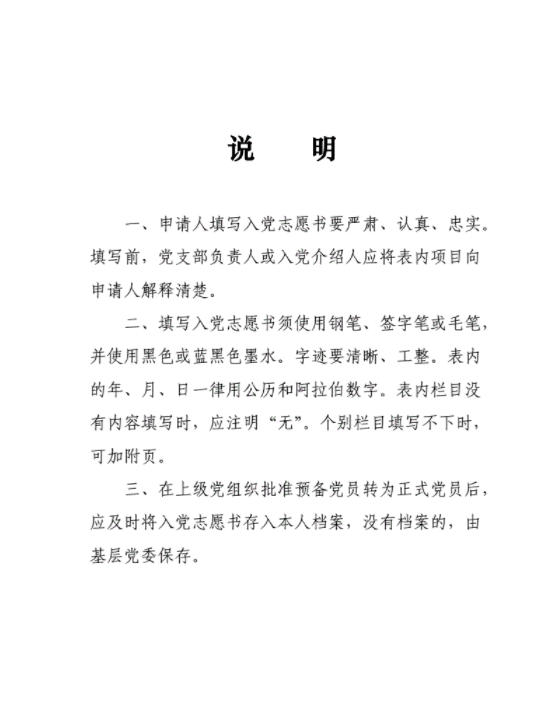 说 明
一、申请人填写入党志愿书要严肃、认真、忠实。
填写前，党支部负责人或入党介绍人应将表内项目向
申请人解释清楚。
二、填写入党志愿书须使用钢笔、签字笔或毛笔，
并使用黑色或蓝黑色墨水。字迹要清晰、工整。表内
的年、月、日一律用公历和阿拉伯数字。表内栏目没
有内容填写时，应注明“无”。个别栏目填写不下时，
可加附页。
三、在上级党组织批准预备党员转为正式党员后，
应及时将入党志愿书存入本人档案，没有档案的，由
基层党委保存。